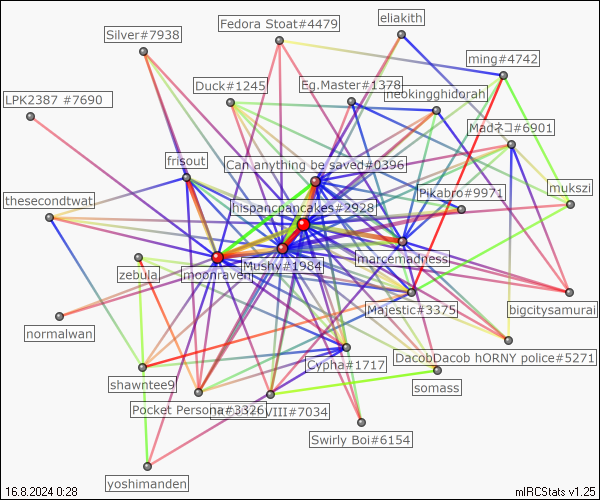 eliakith
Fedora Stoat#4479
Silver#7938
ming#4742
Duck#1245
Eg.Master#1378
neokingghidorah
LPK2387 #7690
Madネコ#6901
frisout
Can anything be saved#0396
Pikabro#9971
mukszi
thesecondtwat
hispancpancakes#2928
marcemadness
zebula
moonraven
Mushy#1984
normalwan
Majestic#3375
bigcitysamurai
DacobDacob hORNY police#5271
Cypha#1717
shawntee9
somass
Pocket Persona#3326
VIII#7034
Swirly Boi#6154
yoshimanden
16.8.2024 0:28
mIRCStats v1.25